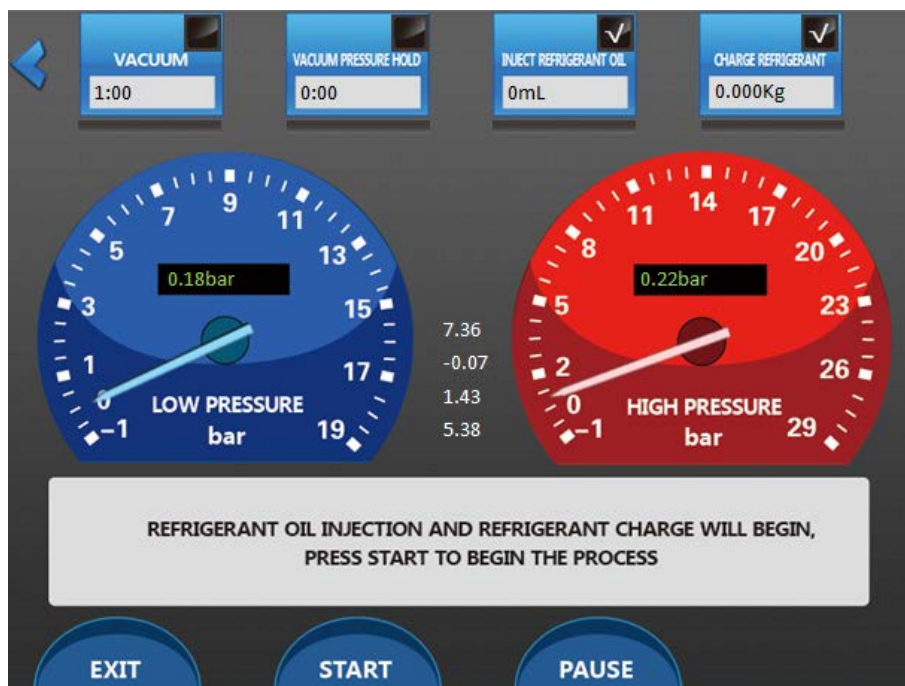 VACUUM
1:00
VACUUM PRESSURE HOLD
0:00
INJECT REFRIGERANT OIL
0mL
CHARGE REFRIGERANT
0.000Kg
-1
0
1
3
5
7
9
11
13
15
17
19
0.18bar
LOW PRESSURE
bar
7.36
-0.07
1.43
5.38
-1
0
2
5
8
11
14
17
20
23
26
29
0.22bar
HIGH PRESSURE
bar
REFRIGERANT OIL INJECTION AND REFRIGERANT CHARGE WILL BEGIN,
PRESS START TO BEGIN THE PROCESS
EXIT
START
PAUSE